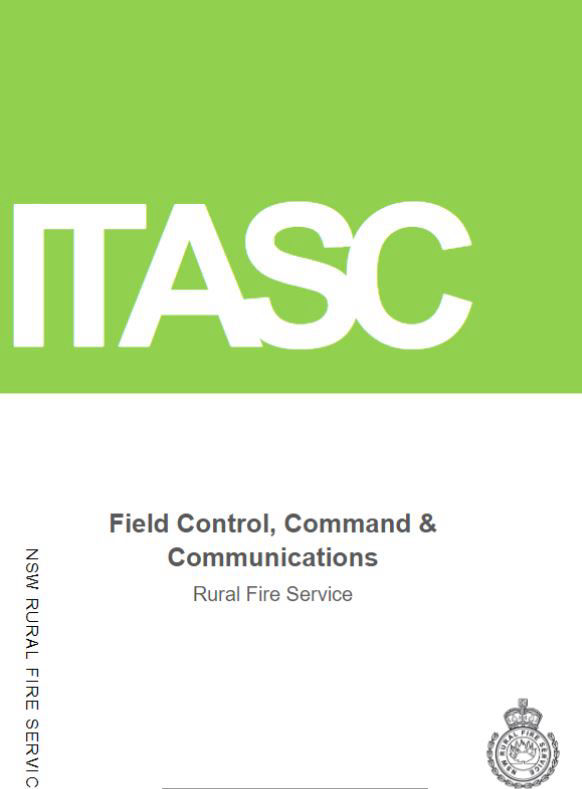 ITASC
Field Control, Command &
Communications
Rural Fire Service
NSW RURAL FIRE SERVIC
NSW RURAL FIRE SERVICE